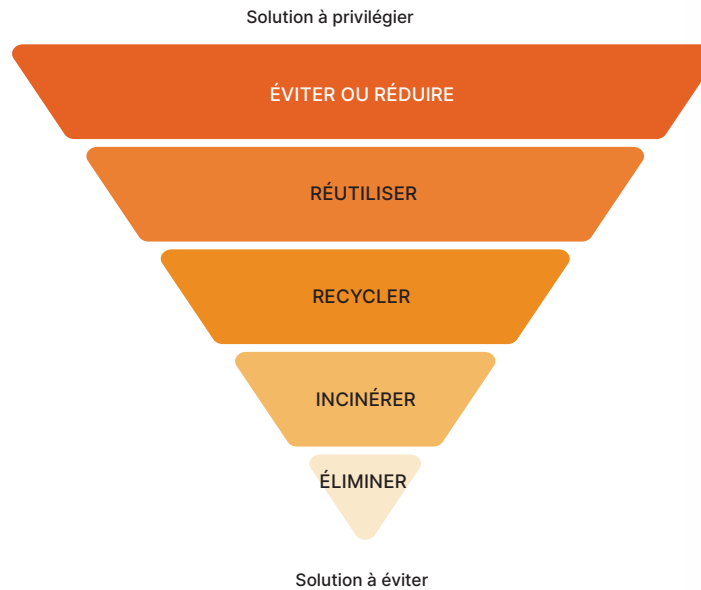 Solution à privilégier
ÉVITER OU RÉDUIRE
RÉUTILISER
RECYCLER
INCINÉRER
ÉLIMINER
Solution à éviter